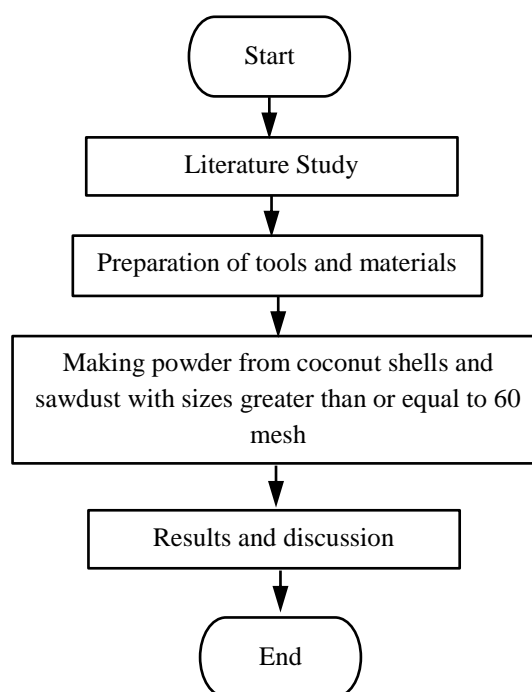 Start
Literature Study
Preparation of tools and materials
Making powder from coconut shells and
sawdust with sizes greater than or equal to 60
mesh
Results and discussion
End